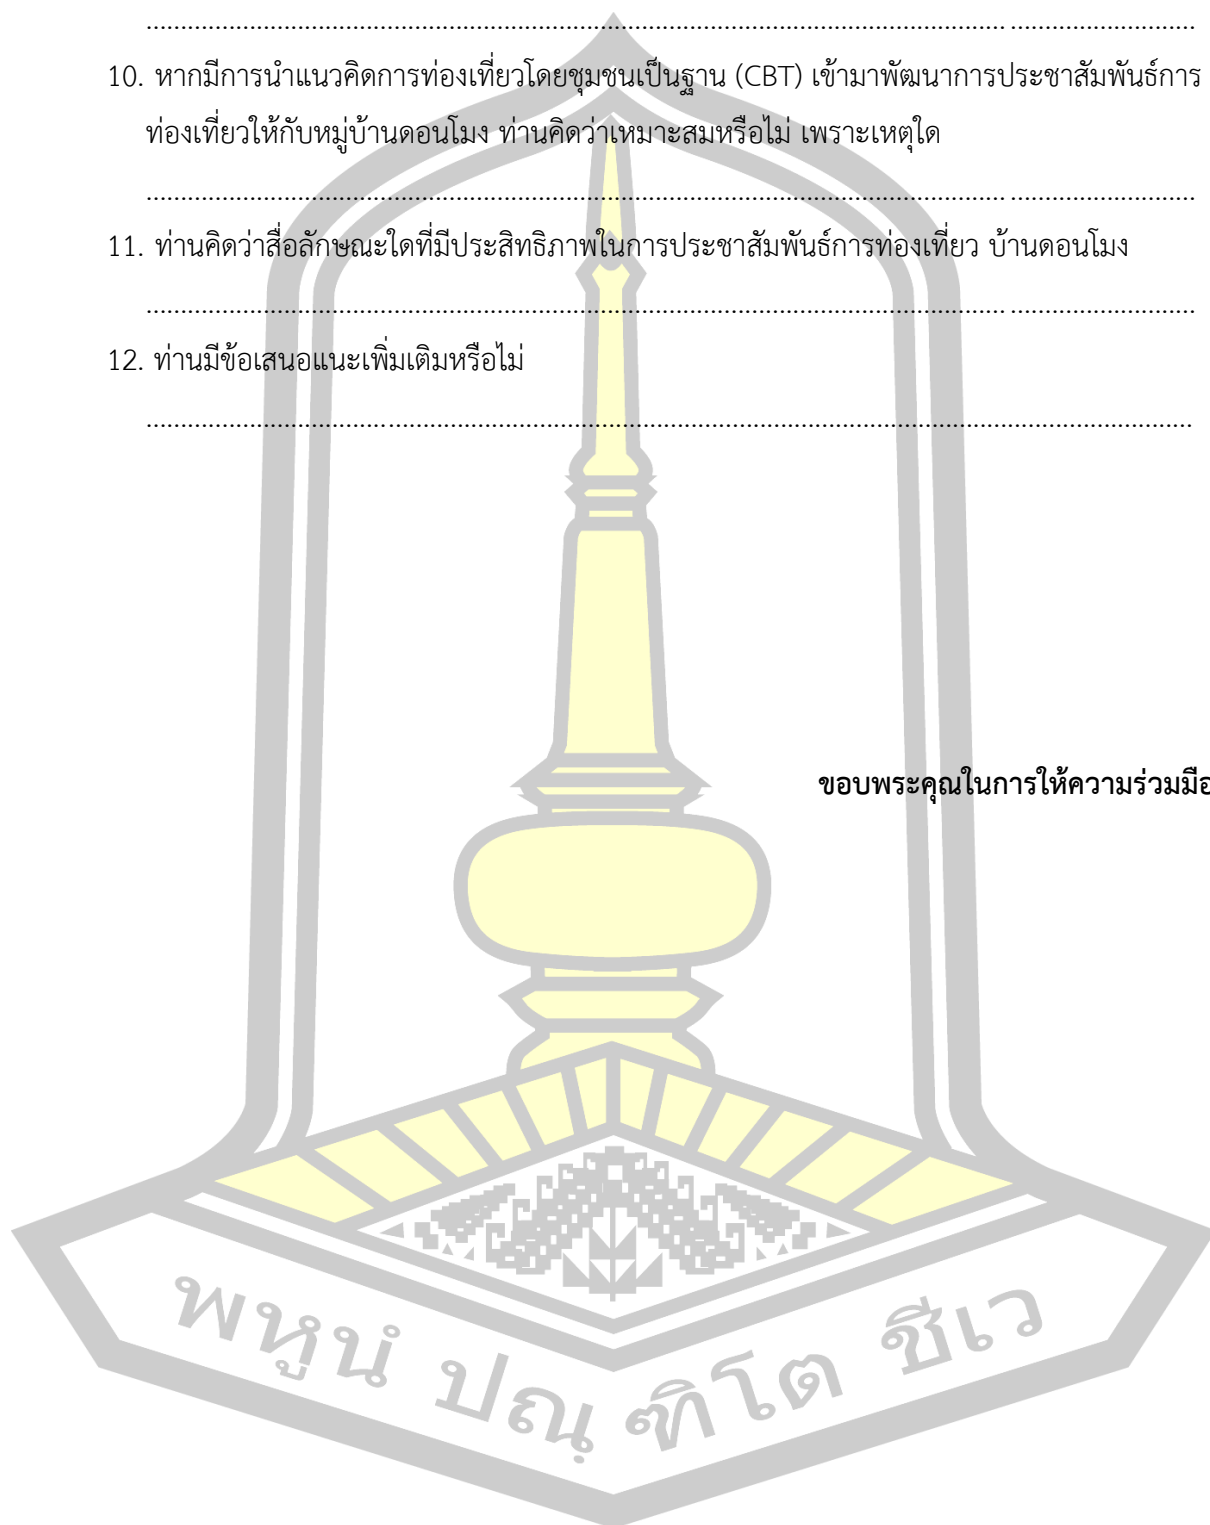 ................................................................................................................................ ...........................
10. หากมีการนำแนวคิดการท่องเที่ยวโดยชุมชนเป็นฐาน (CBT) เข้ามาพัฒนาการประชาสัมพันธ์การ
ท่องเที่ยวให้กับหมู่บ้านดอนโมง ท่านคิดว่าเหมาะสมหรือไม่ เพราะเหตุใด
................................................................................................................................ ...........................
11. ท่านคิดว่าสื่อลักษณะใดที่มีประสิทธิภาพในการประชาสัมพันธ์การท่องเที่ยว บ้านดอนโมง
................................................................................................................................ ...........................
12. ท่านมีข้อเสนอแนะเพิ่มเติมหรือไม่
...........................................................................................................................................................
ขอบพระคุณในการให้ความร่วมมือ
พหูนํ ปณฺฑิโต ชีเว